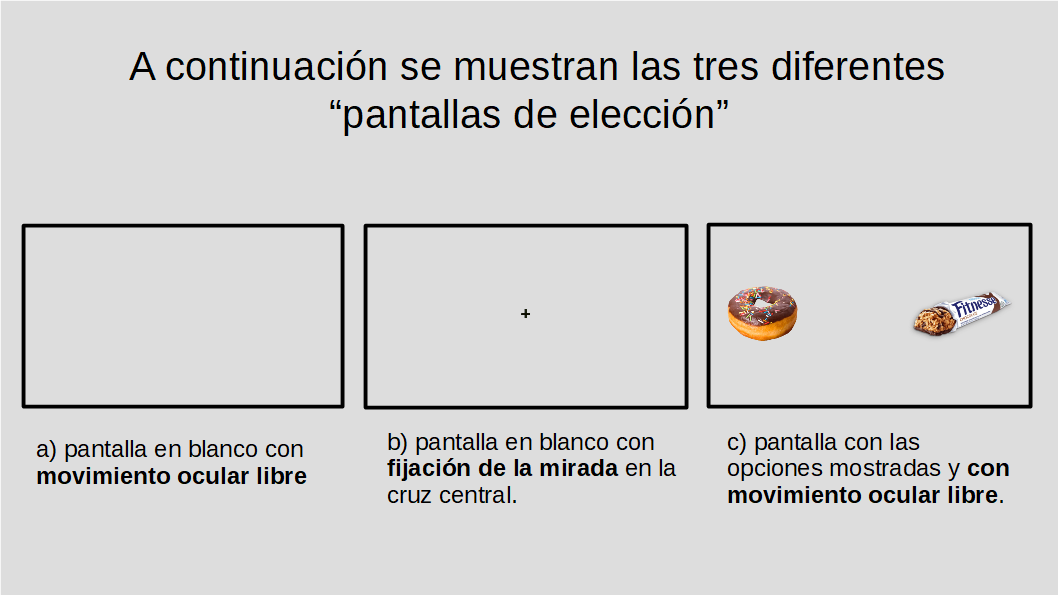 A continuación se muestran las tres diferentes
“pantallas de elección”
+
Fitnesse
a) pantalla en blanco con
movimiento ocular libre
b) pantalla en blanco con
fijación de la mirada en la
cruz central.
c) pantalla con las
opciones mostradas y con
movimiento ocular libre.